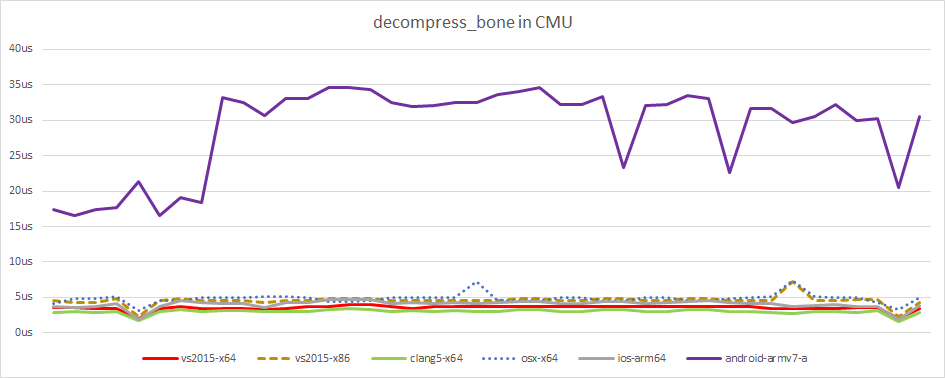 decompress_bone in CMU
40us
35us
30us
25us
20us
15us
10us
5us
0us
vs2015-x64 vs2015-x86 clang5-x64 osx-x64 ios-arm64 android-armv7-a